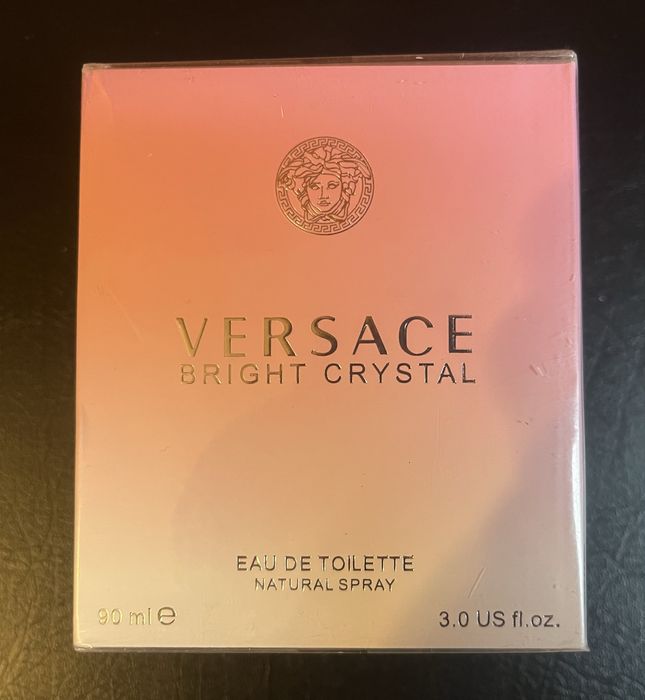 VERSACE
BRIGHT CRYSTAL
EAU DE TOILETTE
NATURAL SPRAY
90 ml e 3.0 US fl.oz.